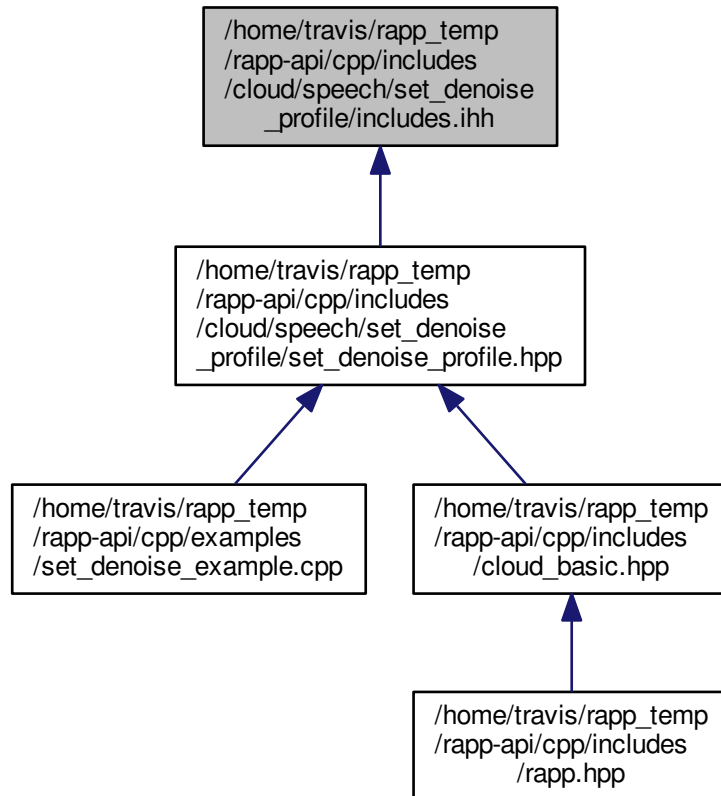 /home/travis/rapp_temp
/rapp-api/cpp/includes
/cloud/speech/set_denoise
_profile/includes.ihh
/home/travis/rapp_temp
/rapp-api/cpp/includes
/cloud/speech/set_denoise
_profile/set_denoise_profile.hpp
/home/travis/rapp_temp
/rapp-api/cpp/examples
/set_denoise_example.cpp
/home/travis/rapp_temp
/rapp-api/cpp/includes
/cloud_basic.hpp
/home/travis/rapp_temp
/rapp-api/cpp/includes
/rapp.hpp